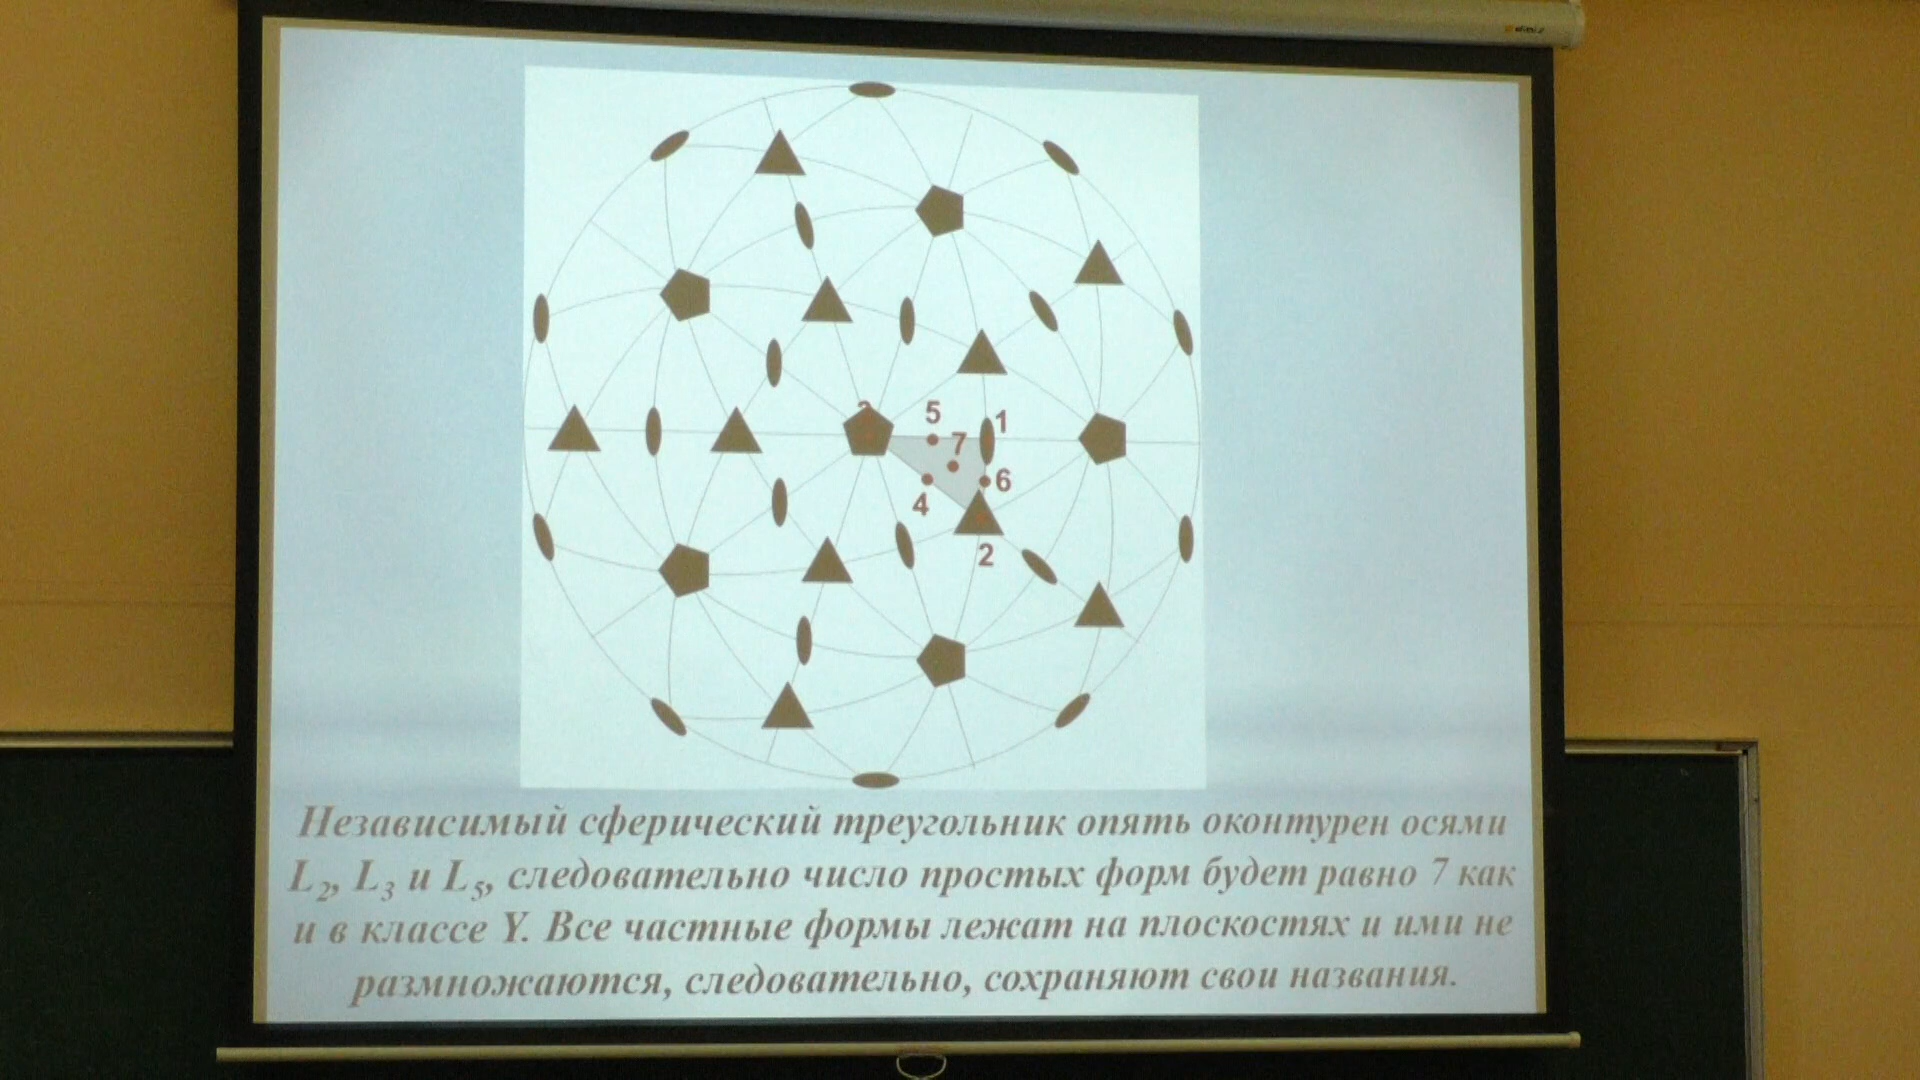 3
5
1
7
6
4
2
Независимый сферический треугольник опять оконтурен осями
L2, L3 и L5, следовательно число простых форм будет равно 7 как
и в классе Y. Все частные формы лежат на плоскостях и ими не
размножаются, следовательно, сохраняют свои названия.